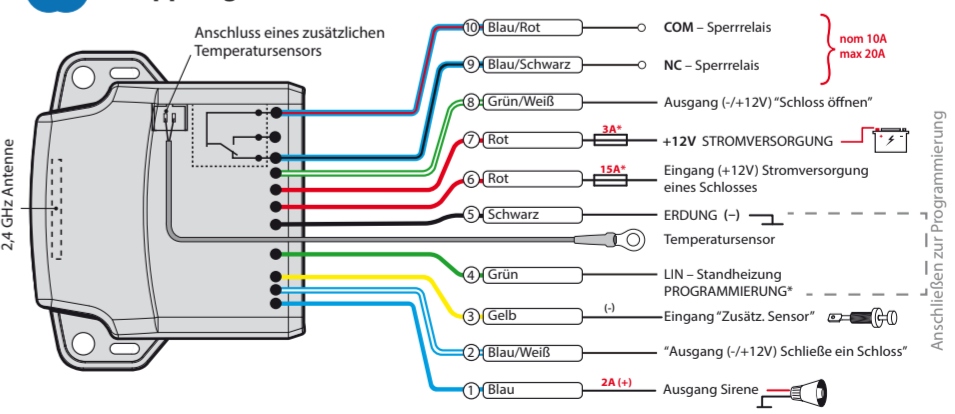 Anschluss eines zusätzlichen
Temperatursensors
2,4 GHz Antenne
10 Blau/Rot COM – Sperrrelais
nom 10A
max 20A
9 Blau/Schwarz NC – Sperrrelais
8 Grün/Weiß Ausgang (-/+12V) “Schloss öffnen”
7 Rot 3A* +12V STROMVERSORGUNG
6 Rot 15A* Eingang (+12V) Stromversorgung
eines Schlosses
5 Schwarz ERDUNG (–)
Temperatursensor
4 Grün LIN – Standheizung
PROGRAMMIERUNG*
3 Gelb (-) Eingang “Zusätz. Sensor”
2 Blau/Weiß “Ausgang (-/+12V) Schließe ein Schloss”
1 Blau 2A (+) Ausgang Sirene
Anschließen zur Programmierung